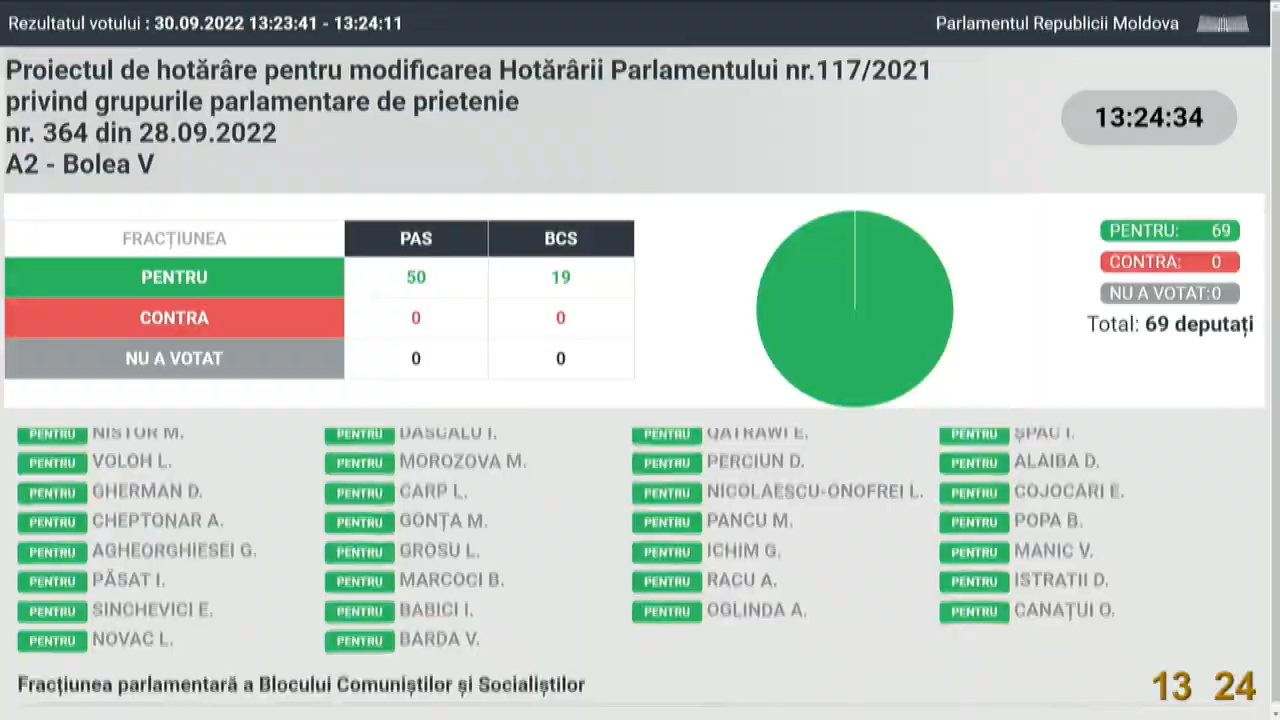 Rezultatul votului : 30.09.2022 13:23:41 - 13:24:11
Parlamentul Republicii Moldova
Proiectul de hotărâre pentru modificarea Hotărârii Parlamentului nr.117/2021
privind grupurile parlamentare de prietenie
nr. 364 din 28.09.2022
A2 - Bolea V
13:24:34
FRACȚIUNEA PAS BCS
PENTRU 50 19
CONTRA 0 0
NU A VOTAT 0 0
PENTRU: 69
CONTRA: 0
NU A VOTAT:0
Total: 69 deputați
PENTRU NISTOR M. PENTRU DASCALU I. PENTRU QATRAWI E. PENTRU ȘPAC I.
PENTRU VOLOH L. PENTRU MOROZOVA M. PENTRU PERCIUN D. PENTRU ALAIBA D.
PENTRU GHERMAN D. PENTRU CARP L. PENTRU NICOLAESCU-ONOFREI L. PENTRU COJOCARI E.
PENTRU CHEPTONAR A. PENTRU GONȚA M. PENTRU PANCU M. PENTRU POPA B.
PENTRU AGHEORGHIESEI G. PENTRU GROSU L. PENTRU ICHIM G. PENTRU MANIC V.
PENTRU PĂSAT I. PENTRU MARCOCI B. PENTRU RACU A. PENTRU ISTRATII D.
PENTRU SINCHEVICI E. PENTRU BABICI I. PENTRU OGLINDA A. PENTRU CANAȚUI O.
PENTRU NOVAC L. PENTRU BARDA V.
Fracțiunea parlamentară a Blocului Comuniștilor și Socialiștilor
13 24